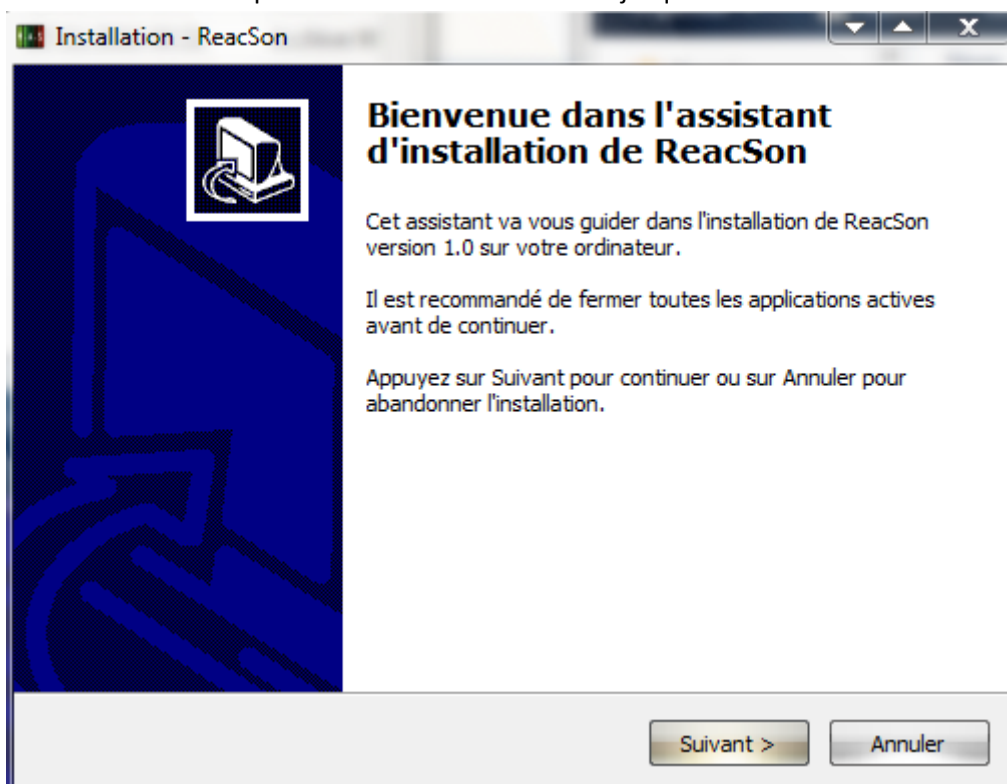 Installation - ReacSon
Bienvenue dans l'assistant
d'installation de ReacSon
Cet assistant va vous guider dans l'installation de ReacSon
version 1.0 sur votre ordinateur.
Il est recommandé de fermer toutes les applications actives
avant de continuer.
Appuyez sur Suivant pour continuer ou sur Annuler pour
abandonner l'installation.
Suivant >
Annuler